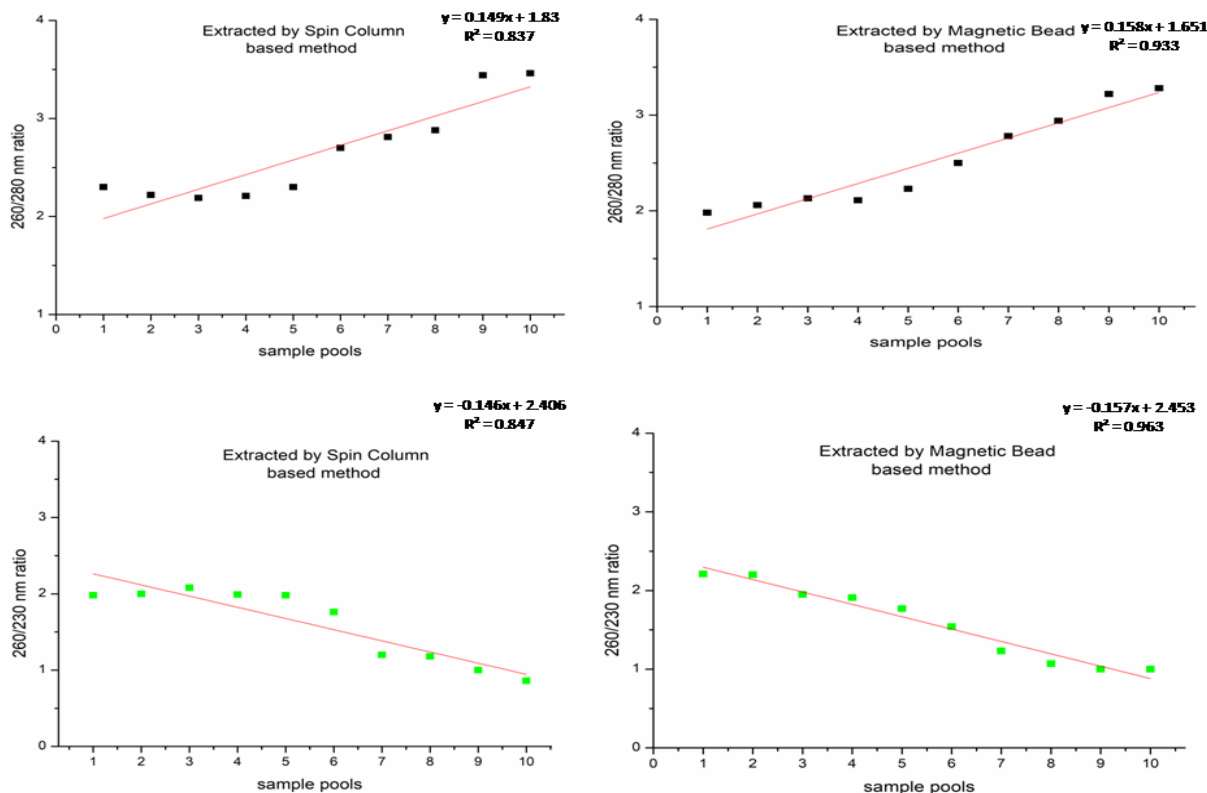 y = 0.149x + 1.83
R² = 0.837
Extracted by Spin Column
based method
4
3
2
1
260/280 nm ratio
0 1 2 3 4 5 6 7 8 9 10
sample pools
y = 0.158x + 1.651
R² = 0.933
Extracted by Magnetic Bead
based method
4
3
2
1
260/280 nm ratio
0 1 2 3 4 5 6 7 8 9 10
sample pools
y = -0.146x + 2.406
R² = 0.847
Extracted by Spin Column
based method
4
3
2
1
0
260/230 nm ratio
1 2 3 4 5 6 7 8 9 10
sample pools
y = -0.157x + 2.453
R² = 0.963
Extracted by Magnetic Bead
based method
4
3
2
1
0
260/230 nm ratio
0 1 2 3 4 5 6 7 8 9 10
sample pools